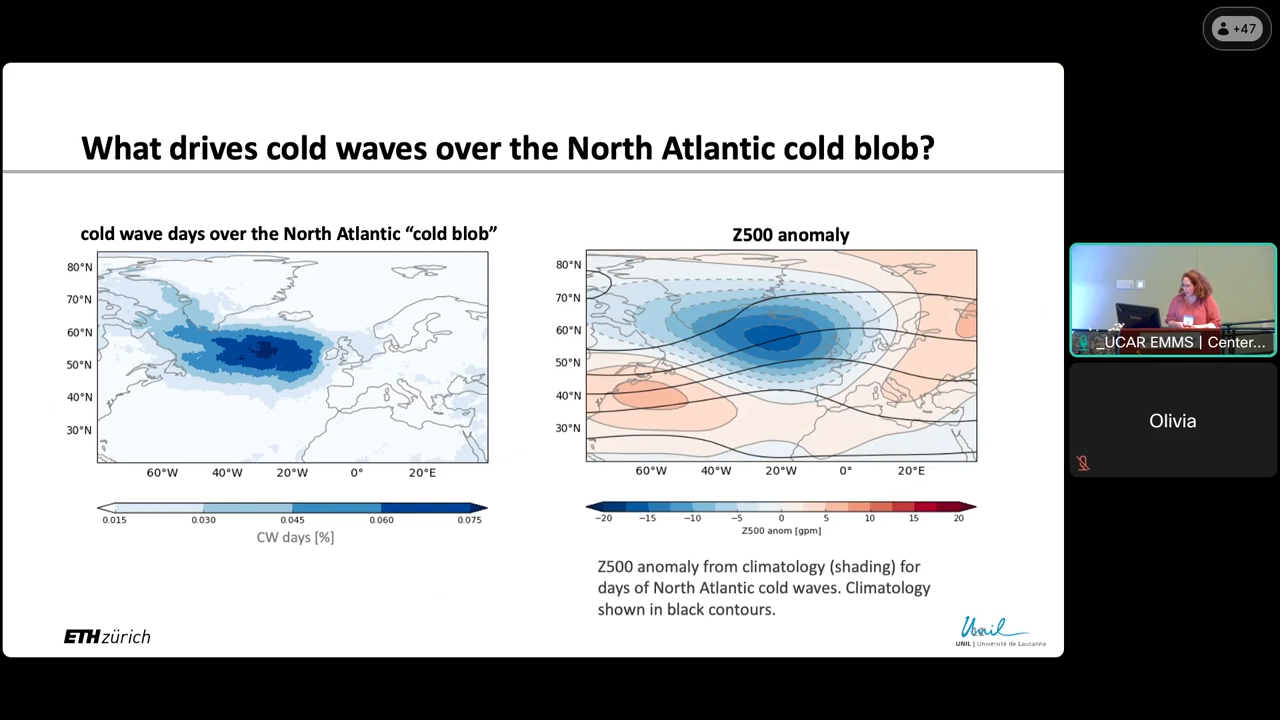 +47
What drives cold waves over the North Atlantic cold blob?
cold wave days over the North Atlantic “cold blob”
80°N
70°N
60°N
50°N
40°N
30°N
60°W 40°W 20°W 0° 20°E
0.015 0.030 0.045 0.060 0.075
CW days [%]
Z500 anomaly
80°N
70°N
60°N
50°N
40°N
30°N
60°W 40°W 20°W 0° 20°E
−20 −15 −10 −5 0 5 10 15 20
Z500 anom [gpm]
Z500 anomaly from climatology (shading) for
days of North Atlantic cold waves. Climatology
shown in black contours.
ETH zürich
Unil
UNIL | Université de Lausanne
_UCAR EMMS | Center...
Olivia